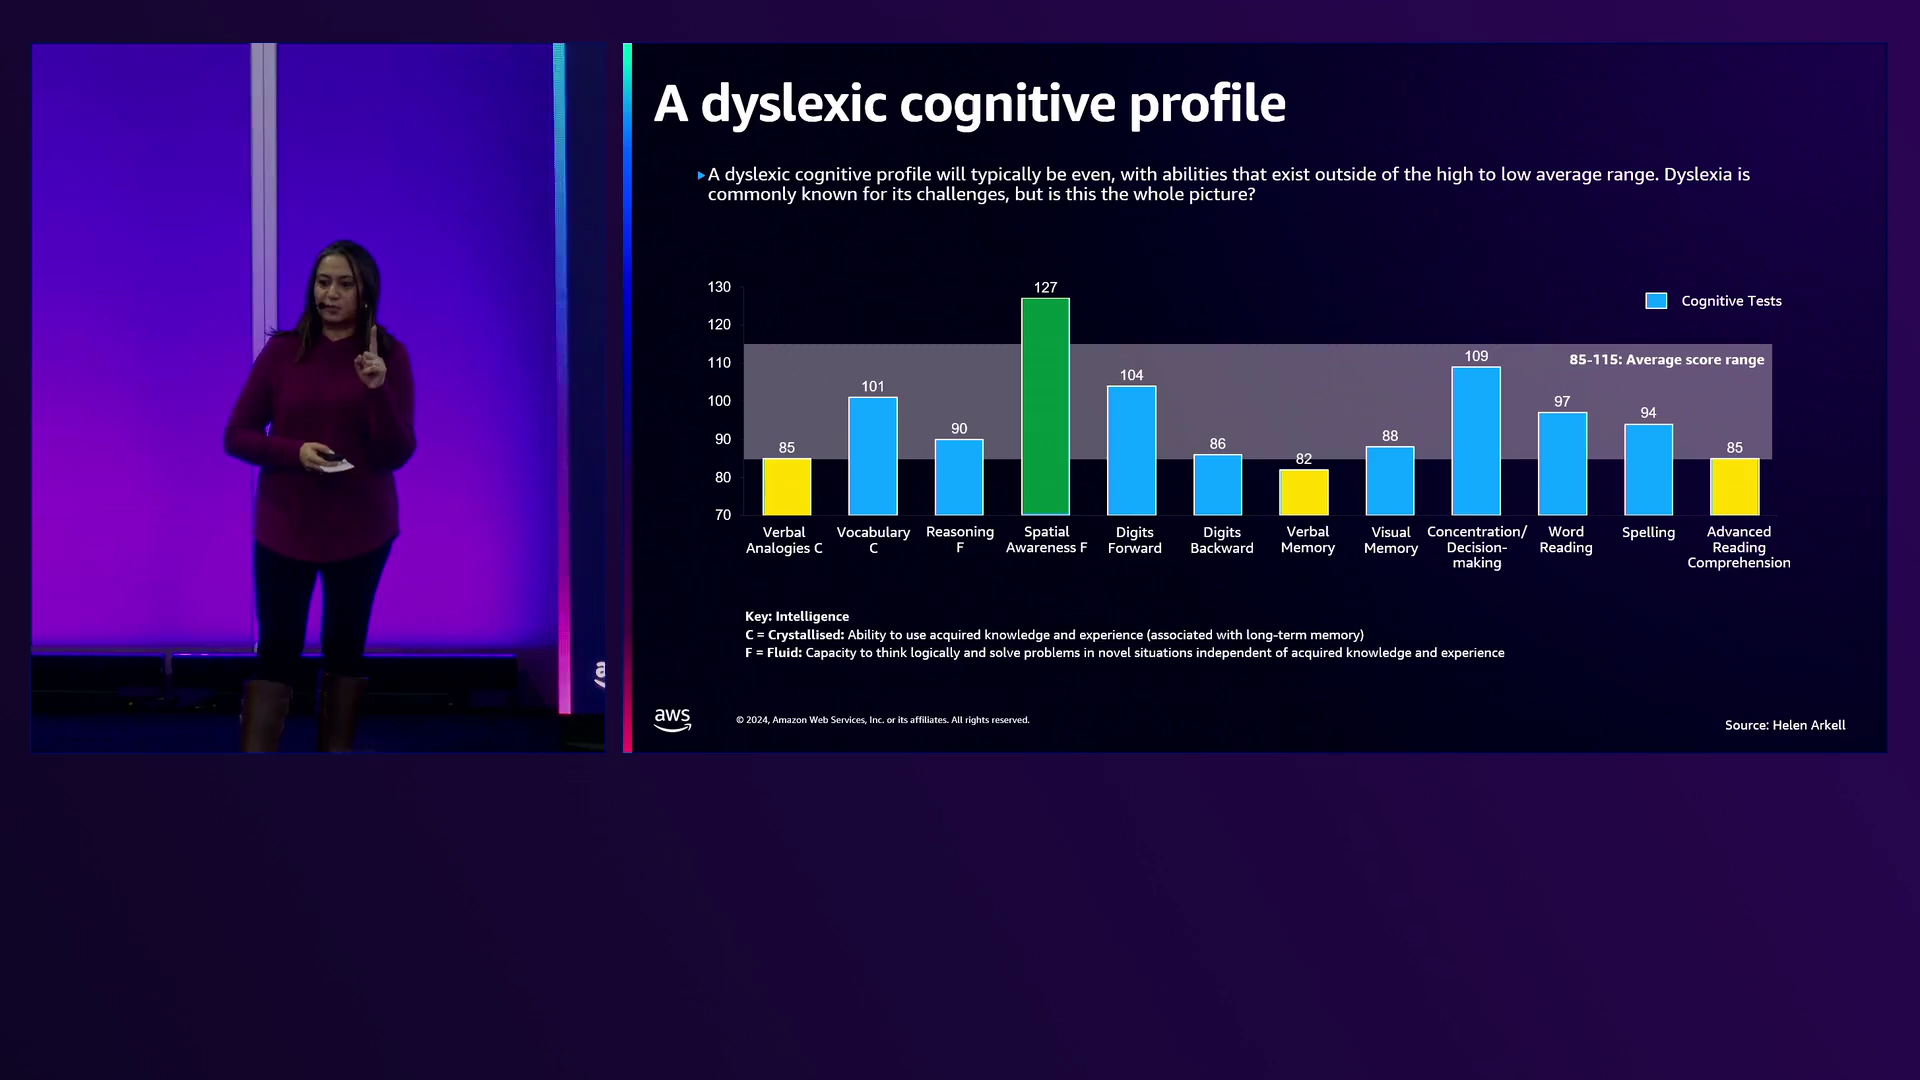 A dyslexic cognitive profile
A dyslexic cognitive profile will typically be even, with abilities that exist outside of the high to low average range. Dyslexia is
commonly known for its challenges, but is this the whole picture?
Cognitive Tests
85-115: Average score range
130
120
110
100
90
80
70
85
101
90
127
104
86
82
88
109
97
94
85
Verbal
Analogies C
Vocabulary
C
Reasoning
F
Spatial
Awareness F
Digits
Forward
Digits
Backward
Verbal
Memory
Visual
Memory
Concentration/
Decision-
making
Word
Reading
Spelling
Advanced
Reading
Comprehension
Key: Intelligence
C = Crystallised: Ability to use acquired knowledge and experience (associated with long-term memory)
F = Fluid: Capacity to think logically and solve problems in novel situations independent of acquired knowledge and experience
aws
© 2024, Amazon Web Services, Inc. or its affiliates. All rights reserved.
Source: Helen Arkell
a